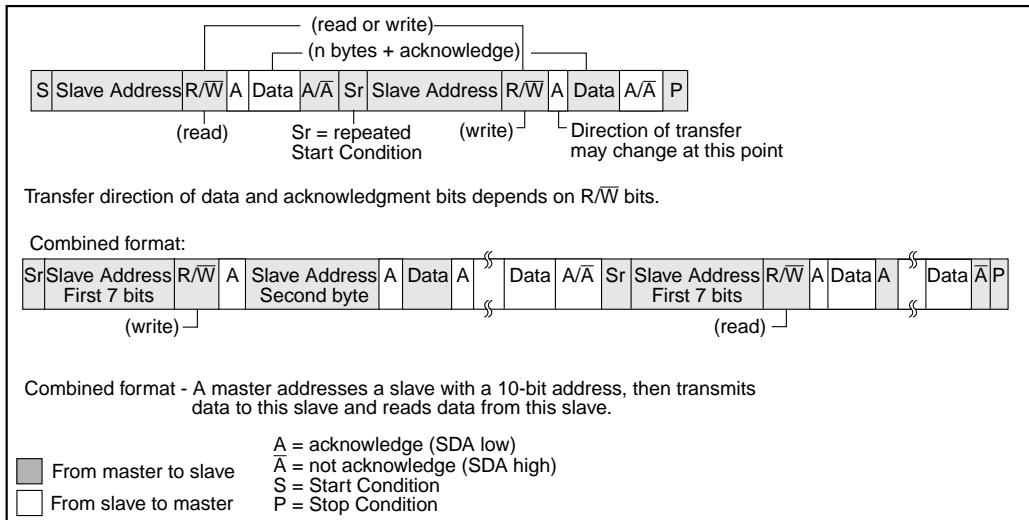 (read or write)
(n bytes + acknowledge)
S Slave Address R/W̅ A Data A/A̅ Sr Slave Address R/W̅ A Data A/A̅ P
(read) Sr = repeated Start Condition (write) Direction of transfer may change at this point
Transfer direction of data and acknowledgment bits depends on R/W̅ bits.
Combined format:
Sr Slave Address First 7 bits R/W̅ A Slave Address Second byte A Data A Data A/A̅ Sr Slave Address First 7 bits R/W̅ A Data A Data A̅ P
(write) (read)
Combined format - A master addresses a slave with a 10-bit address, then transmits
data to this slave and reads data from this slave.
From master to slave
From slave to master
A = acknowledge (SDA low)
A̅ = not acknowledge (SDA high)
S = Start Condition
P = Stop Condition